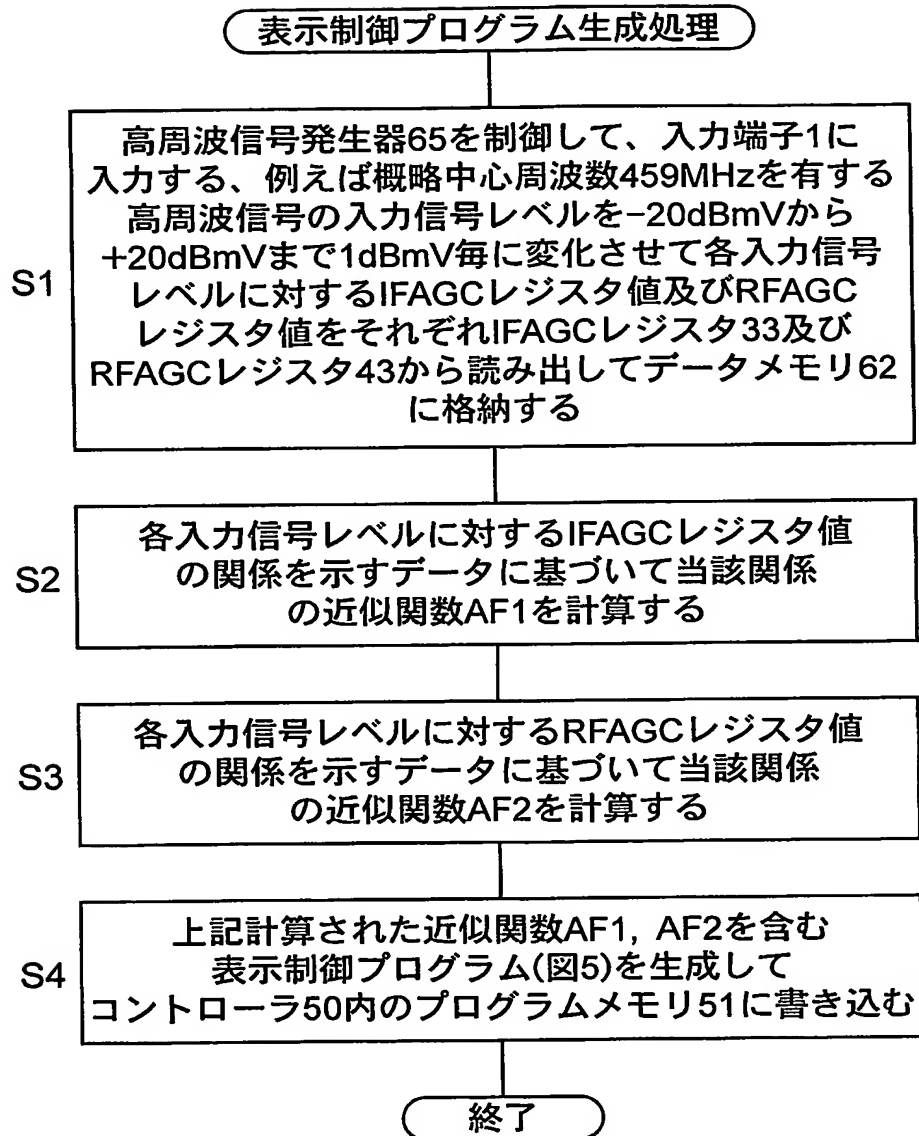 表示制御プログラム生成処理
S1
高周波信号発生器65を制御して、入力端子1に
入力する、例えば概略中心周波数459MHzを有する
高周波信号の入力信号レベルを−20dBmVから
+20dBmVまで1dBmV毎に変化させて各入力信号
レベルに対するIFAGCレジスタ値及びRFAGC
レジスタ値をそれぞれIFAGCレジスタ33及び
RFAGCレジスタ43から読み出してデータメモリ62
に格納する
S2
各入力信号レベルに対するIFAGCレジスタ値
の関係を示すデータに基づいて当該関係
の近似関数AF1を計算する
S3
各入力信号レベルに対するRFAGCレジスタ値
の関係を示すデータに基づいて当該関係
の近似関数AF2を計算する
S4
上記計算された近似関数AF1, AF2を含む
表示制御プログラム(図5)を生成して
コントローラ50内のプログラムメモリ51に書き込む
終了